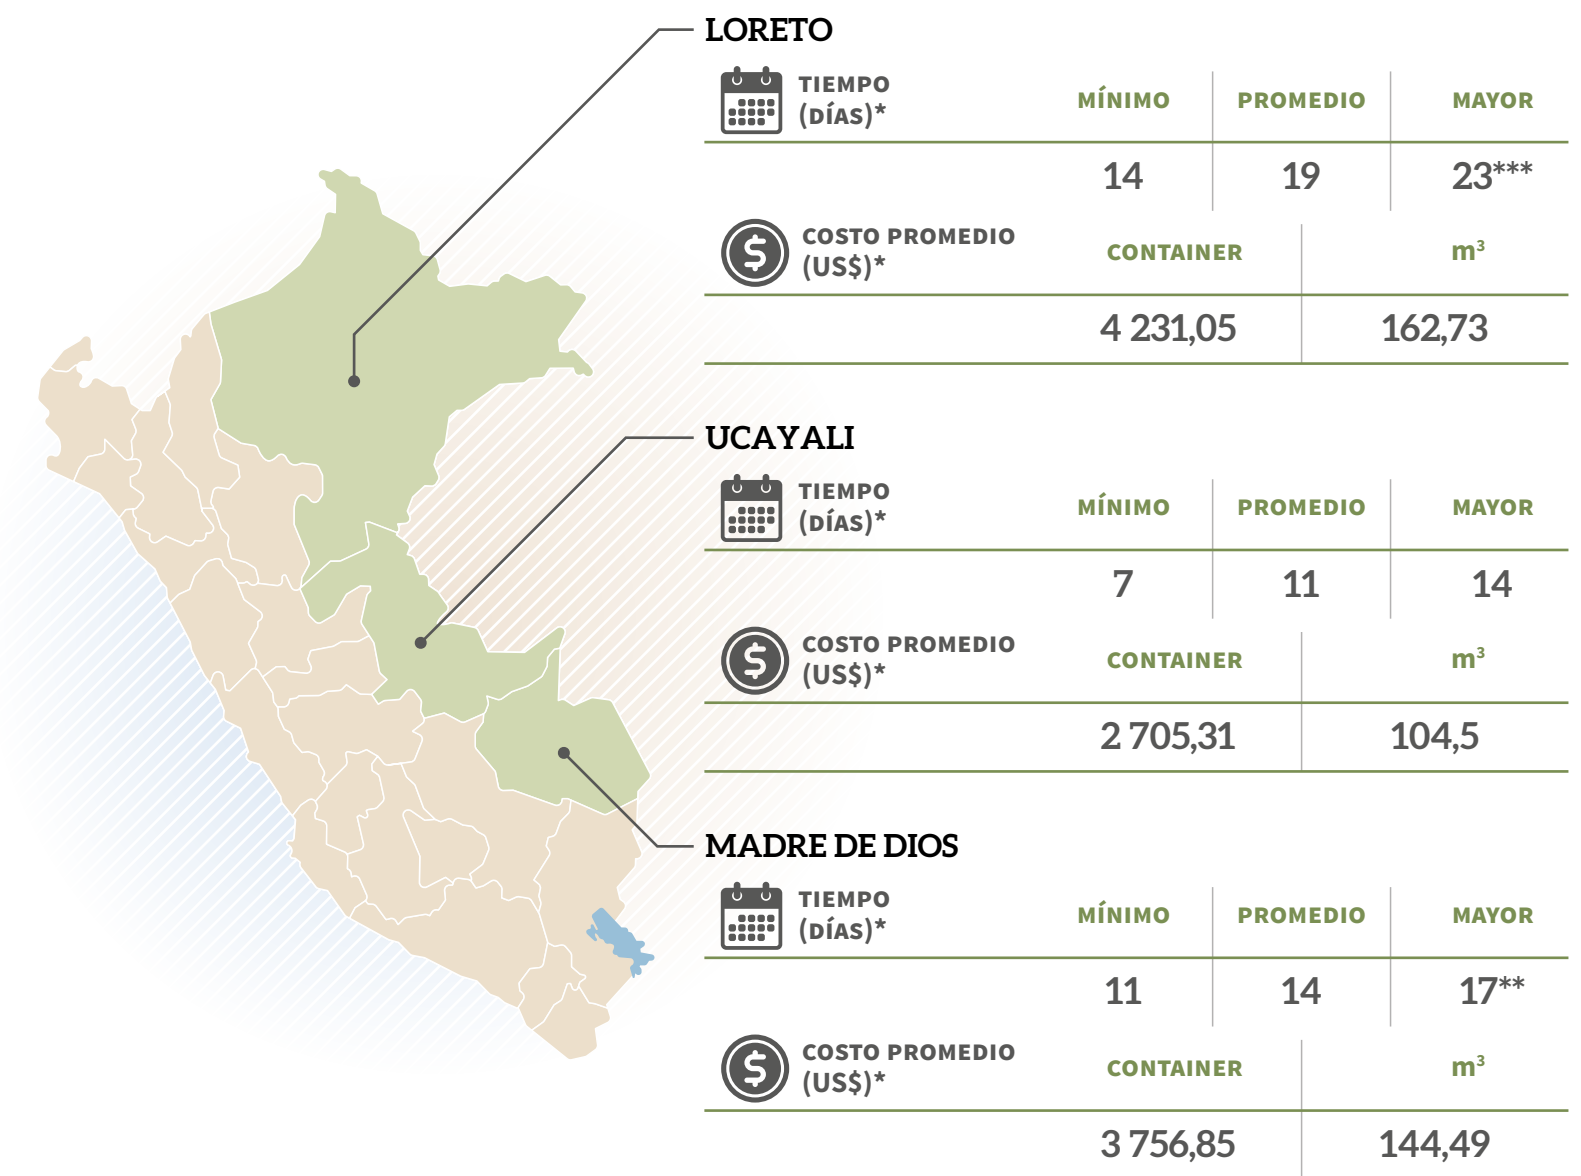 LORETO
TIEMPO
(DÍAS)*
MÍNIMO PROMEDIO MAYOR
14 19 23***
COSTO PROMEDIO
(US$)*
CONTAINER m³
4 231,05 162,73
UCAYALI
TIEMPO
(DÍAS)*
MÍNIMO PROMEDIO MAYOR
7 11 14
COSTO PROMEDIO
(US$)*
CONTAINER m³
2 705,31 104,5
MADRE DE DIOS
TIEMPO
(DÍAS)*
MÍNIMO PROMEDIO MAYOR
11 14 17**
COSTO PROMEDIO
(US$)*
CONTAINER m³
3 756,85 144,49